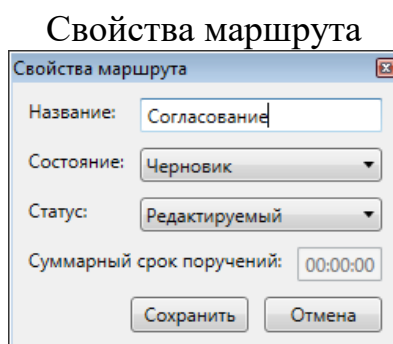 Свойства маршрута
Свойства маршрута
Название: Согласование
Состояние: Черновик
Статус: Редактируемый
Суммарный срок поручений: 00:00:00
Сохранить Отмена